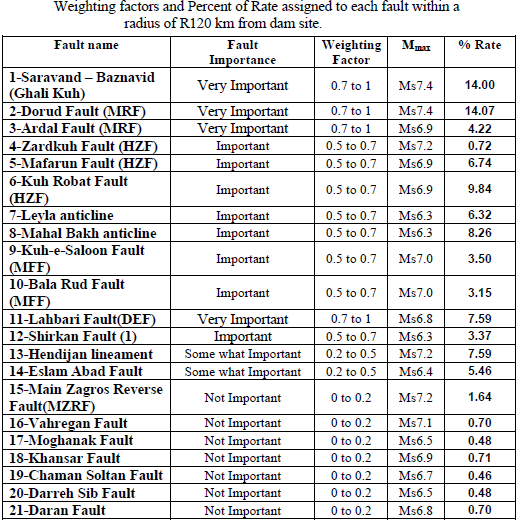 Weighting factors and Percent of Rate assigned to each fault within a
radius of R120 km from dam site.
Fault name Fault Importance Weighting Factor Mmax % Rate
1-Saravand – Baznavid (Ghali Kuh) Very Important 0.7 to 1 Ms7.4 14.00
2-Dorud Fault (MRF) Very Important 0.7 to 1 Ms7.4 14.07
3-Ardal Fault (MRF) Very Important 0.7 to 1 Ms6.9 4.22
4-Zardkuh Fault (HZF) Important 0.5 to 0.7 Ms7.2 0.72
5-Mafarun Fault (HZF) Important 0.5 to 0.7 Ms6.9 6.74
6-Kuh Robat Fault (HZF) Important 0.5 to 0.7 Ms6.9 9.84
7-Leyla anticline Important 0.5 to 0.7 Ms6.3 6.32
8-Mahal Bakh anticline Important 0.5 to 0.7 Ms6.3 8.26
9-Kuh-e-Saloon Fault (MFF) Important 0.5 to 0.7 Ms7.0 3.50
10-Bala Rud Fault (MFF) Important 0.5 to 0.7 Ms7.0 3.15
11-Lahbari Fault(DEF) Very Important 0.7 to 1 Ms6.8 7.59
12-Shirkan Fault (1) Important 0.5 to 0.7 Ms6.3 3.37
13-Hendijan lineament Some what Important 0.2 to 0.5 Ms7.2 7.59
14-Eslam Abad Fault Some what Important 0.2 to 0.5 Ms6.4 5.46
15-Main Zagros Reverse Fault(MZRF) Not Important 0 to 0.2 Ms7.2 1.64
16-Vahregan Fault Not Important 0 to 0.2 Ms7.1 0.70
17-Moghanak Fault Not Important 0 to 0.2 Ms6.5 0.48
18-Khansar Fault Not Important 0 to 0.2 Ms6.9 0.71
19-Chaman Soltan Fault Not Important 0 to 0.2 Ms6.7 0.46
20-Darreh Sib Fault Not Important 0 to 0.2 Ms6.5 0.48
21-Daran Fault Not Important 0 to 0.2 Ms6.8 0.70